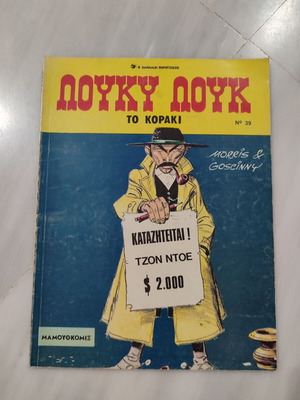 ΛΟΥΚΥ ΛΟΥΚ
ΤΟ ΚΟΡΑΚΙ
Nº 39
MORRIS &
GOSCINNY
ΚΑΤΑΖΗΤΕΙΤΑΙ !
ΤΖΟΝ ΝΤΟΕ
$ 2.000
ΜΑΜΟΥΘΚΟΜΙΞ